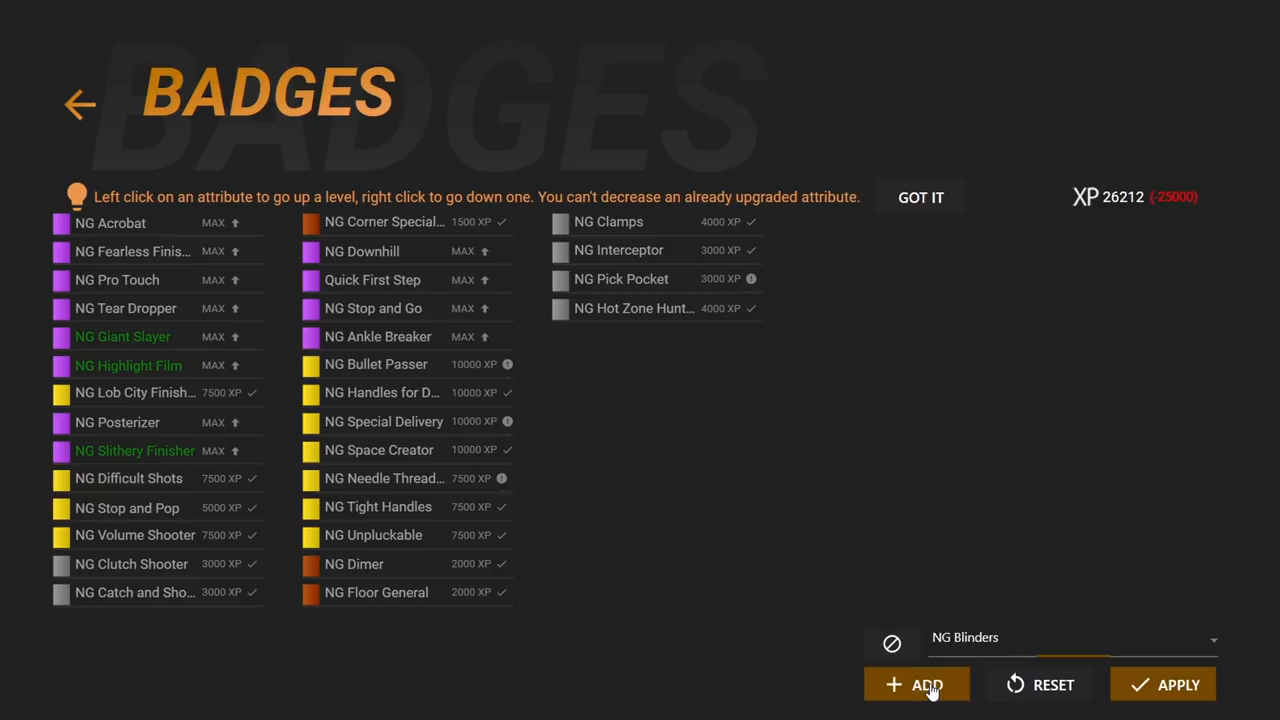 BADGES
BADGES
Left click on an attribute to go up a level, right click to go down one. You can't decrease an already upgraded attribute.
GOT IT
XP 26212 (-25000)
NG Acrobat MAX
NG Fearless Finis... MAX
NG Pro Touch MAX
NG Tear Dropper MAX
NG Giant Slayer MAX
NG Highlight Film MAX
NG Lob City Finish... 7500 XP
NG Posterizer MAX
NG Slithery Finisher MAX
NG Difficult Shots 7500 XP
NG Stop and Pop 5000 XP
NG Volume Shooter 7500 XP
NG Clutch Shooter 3000 XP
NG Catch and Sho... 3000 XP
NG Corner Special... 1500 XP
NG Downhill MAX
Quick First Step MAX
NG Stop and Go MAX
NG Ankle Breaker MAX
NG Bullet Passer 10000 XP
NG Handles for D... 10000 XP
NG Special Delivery 10000 XP
NG Space Creator 10000 XP
NG Needle Thread... 7500 XP
NG Tight Handles 7500 XP
NG Unpluckable 7500 XP
NG Dimer 2000 XP
NG Floor General 2000 XP
NG Clamps 4000 XP
NG Interceptor 3000 XP
NG Pick Pocket 3000 XP
NG Hot Zone Hunt... 4000 XP
NG Blinders
ADD
RESET
APPLY